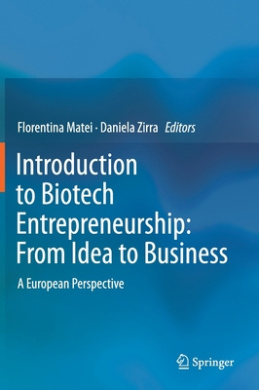 Florentina Matei · Daniela Zirra Editors
Introduction
to Biotech
Entrepreneurship:
From Idea to Business
A European Perspective
Springer